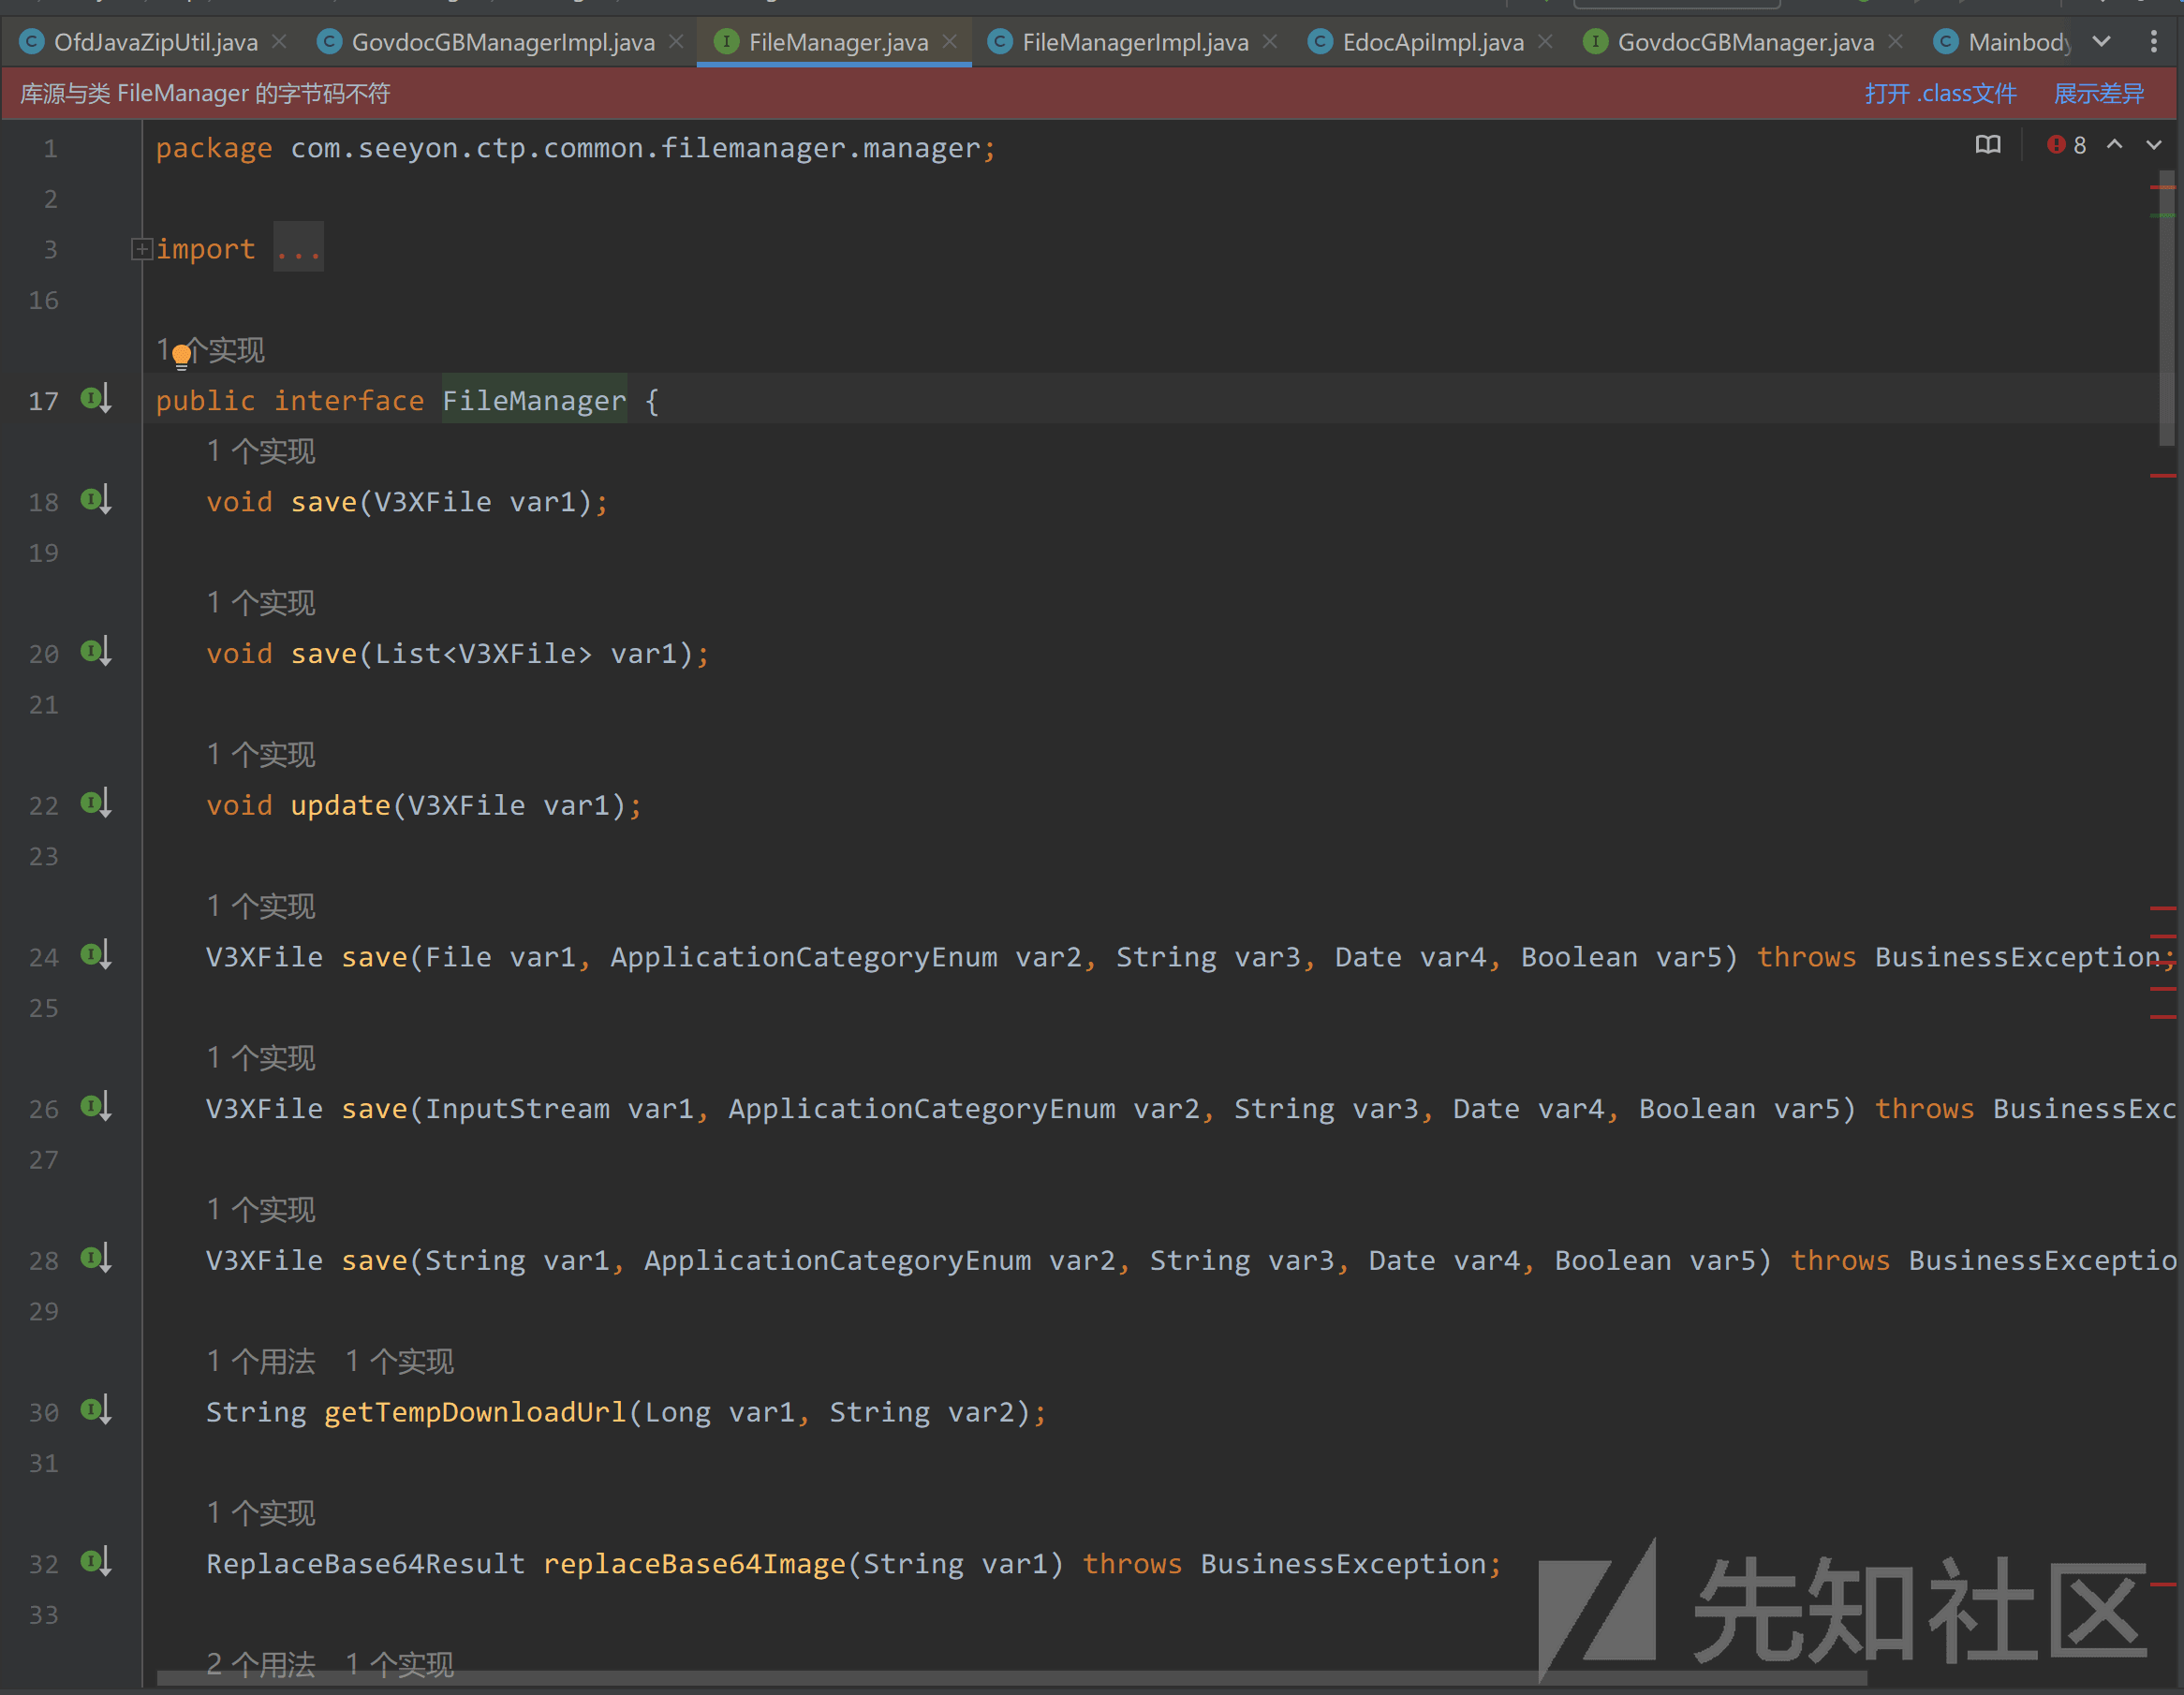 OfdJavaZipUtil.java GovdocGBManagerImpl.java FileManager.java FileManagerImpl.java EdocApiImpl.java GovdocGBManager.java Mainbody
库源与类 FileManager 的字节码不符 打开 .class文件 展示差异
1 package com.seeyon.ctp.common.filemanager.manager; 8
2
3 import ...
16
1个实现
17 public interface FileManager {
1 个实现
18 void save(V3XFile var1);
19
1 个实现
20 void save(List<V3XFile> var1);
21
1 个实现
22 void update(V3XFile var1);
23
1 个实现
24 V3XFile save(File var1, ApplicationCategoryEnum var2, String var3, Date var4, Boolean var5) throws BusinessException;
25
1 个实现
26 V3XFile save(InputStream var1, ApplicationCategoryEnum var2, String var3, Date var4, Boolean var5) throws BusinessExc
27
1 个实现
28 V3XFile save(String var1, ApplicationCategoryEnum var2, String var3, Date var4, Boolean var5) throws BusinessExceptio
29
1 个用法 1 个实现
30 String getTempDownloadUrl(Long var1, String var2);
31
1 个实现
32 ReplaceBase64Result replaceBase64Image(String var1) throws BusinessException;
33
2 个用法 1 个实现
先知社区